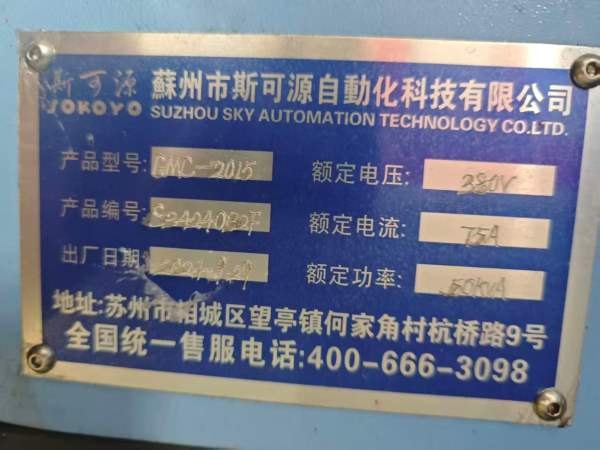 斯可源 蘇州市斯可源自動化科技有限公司
SOKOYO SUZHOU SKY AUTOMATION TECHNOLOGY CO.LTD.
产品型号: GMC-2015 额定电压: 380V
产品编号: 额定电流: 75A
出厂日期: 额定功率: 50KVA
地址:苏州市相城区望亭镇何家角村杭桥路9号
全国统一售服电话:400-666-3098